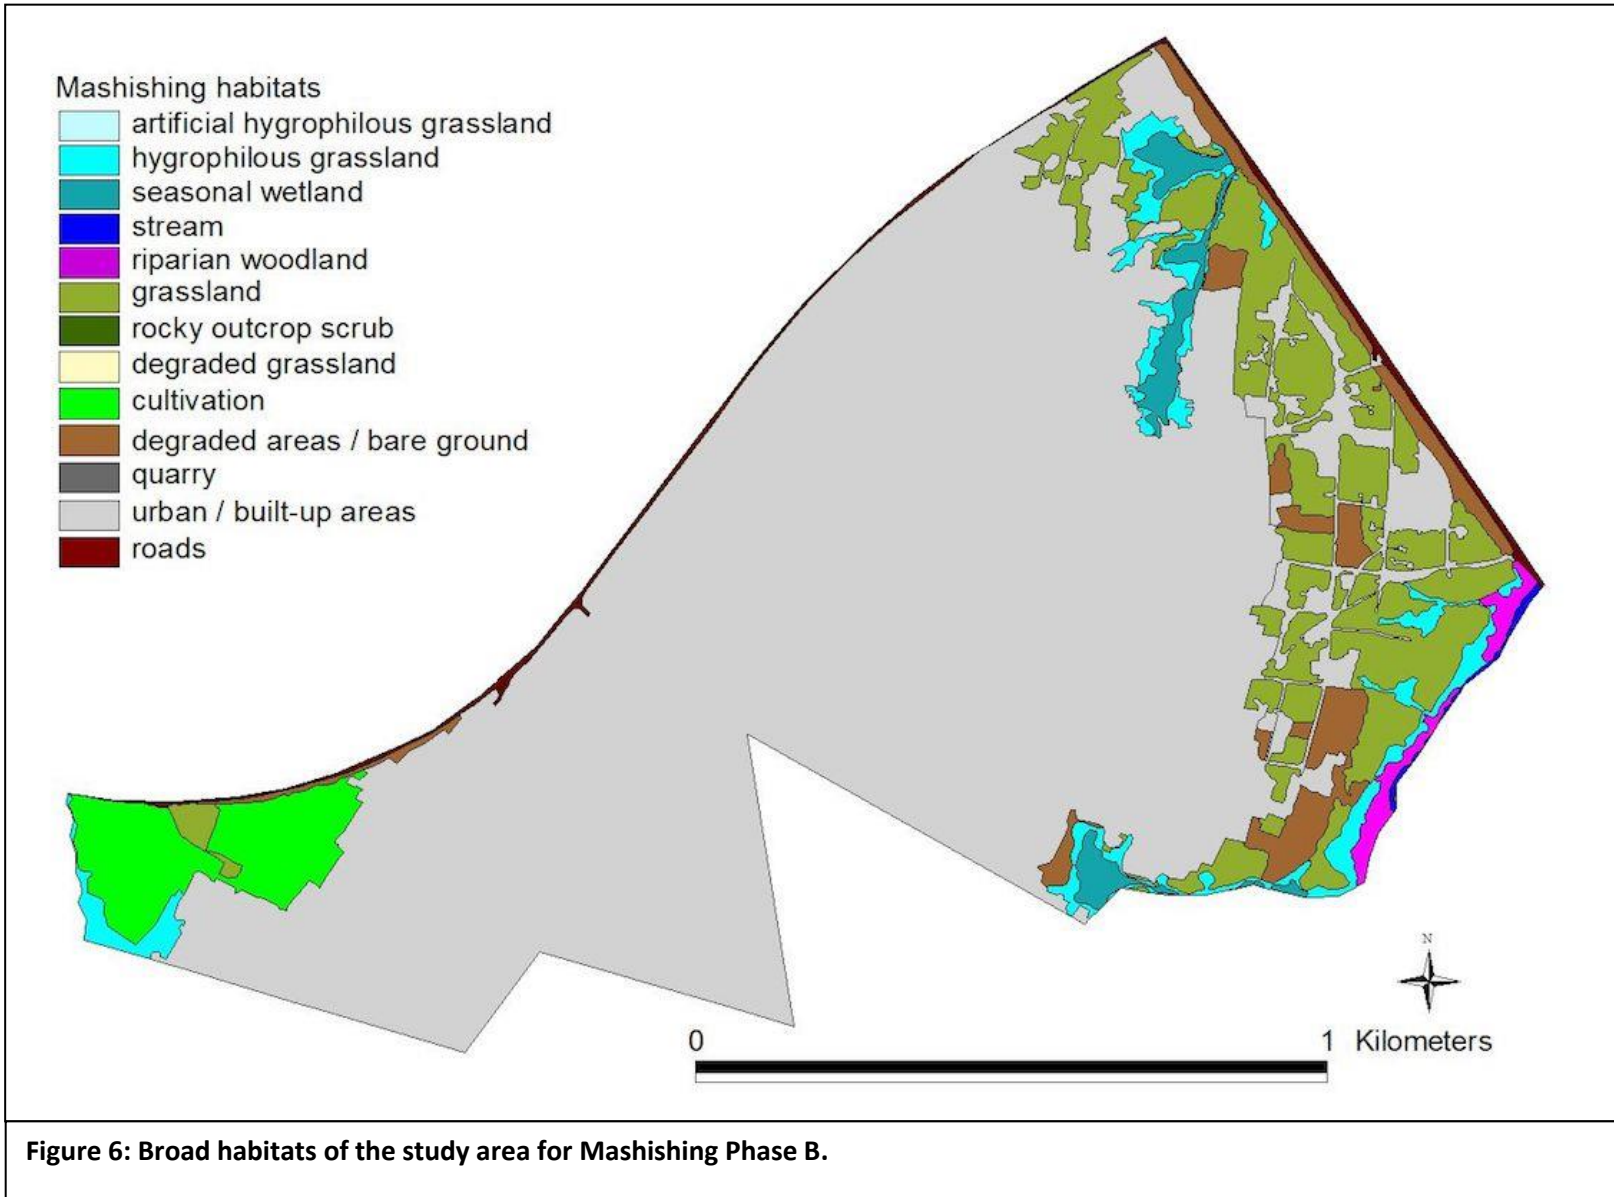 Mashishing habitats
artificial hygrophilous grassland
hygrophilous grassland
seasonal wetland
stream
riparian woodland
grassland
rocky outcrop scrub
degraded grassland
cultivation
degraded areas / bare ground
quarry
urban / built-up areas
roads
N
0 1 Kilometers
Figure 6: Broad habitats of the study area for Mashishing Phase B.